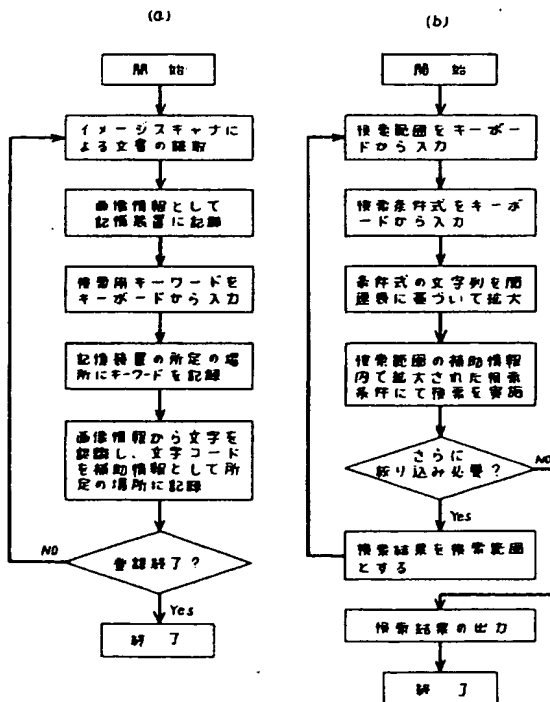 (a)
開 始
イメージスキャナに
よる文書の読取
画像情報として
記憶装置に記録
検索用キーワードを
キーボードから入力
記憶装置の所定の場
所にキーワードを記録
画像情報から文字を
認識し、文字コード
を補助情報として所
定の場所に記録
NO
登録終了?
Yes
終 了
(b)
開 始
検索範囲をキーボー
ドから入力
検索条件式をキーボ
ードから入力
条件式の文字列を関
連表に基づいて拡大
検索範囲の補助情報
内で拡大された検索
条件にて検索を実施
さらに
絞り込み必要?
NO
Yes
検索結果を検索範囲
とする
検索結果の出力
終 了